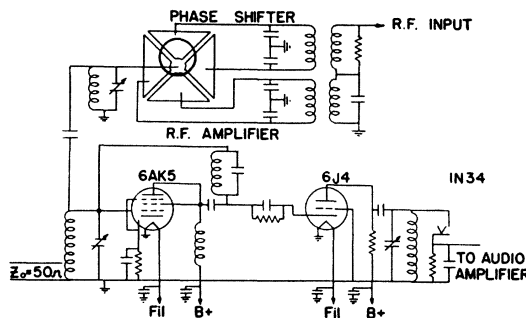 PHASE SHIFTER
R.F. INPUT
R.F. AMPLIFIER
6AK5
6J4
IN34
Zo=50Ω
TO AUDIO
AMPLIFIER
Fil
B+
Fil
B+